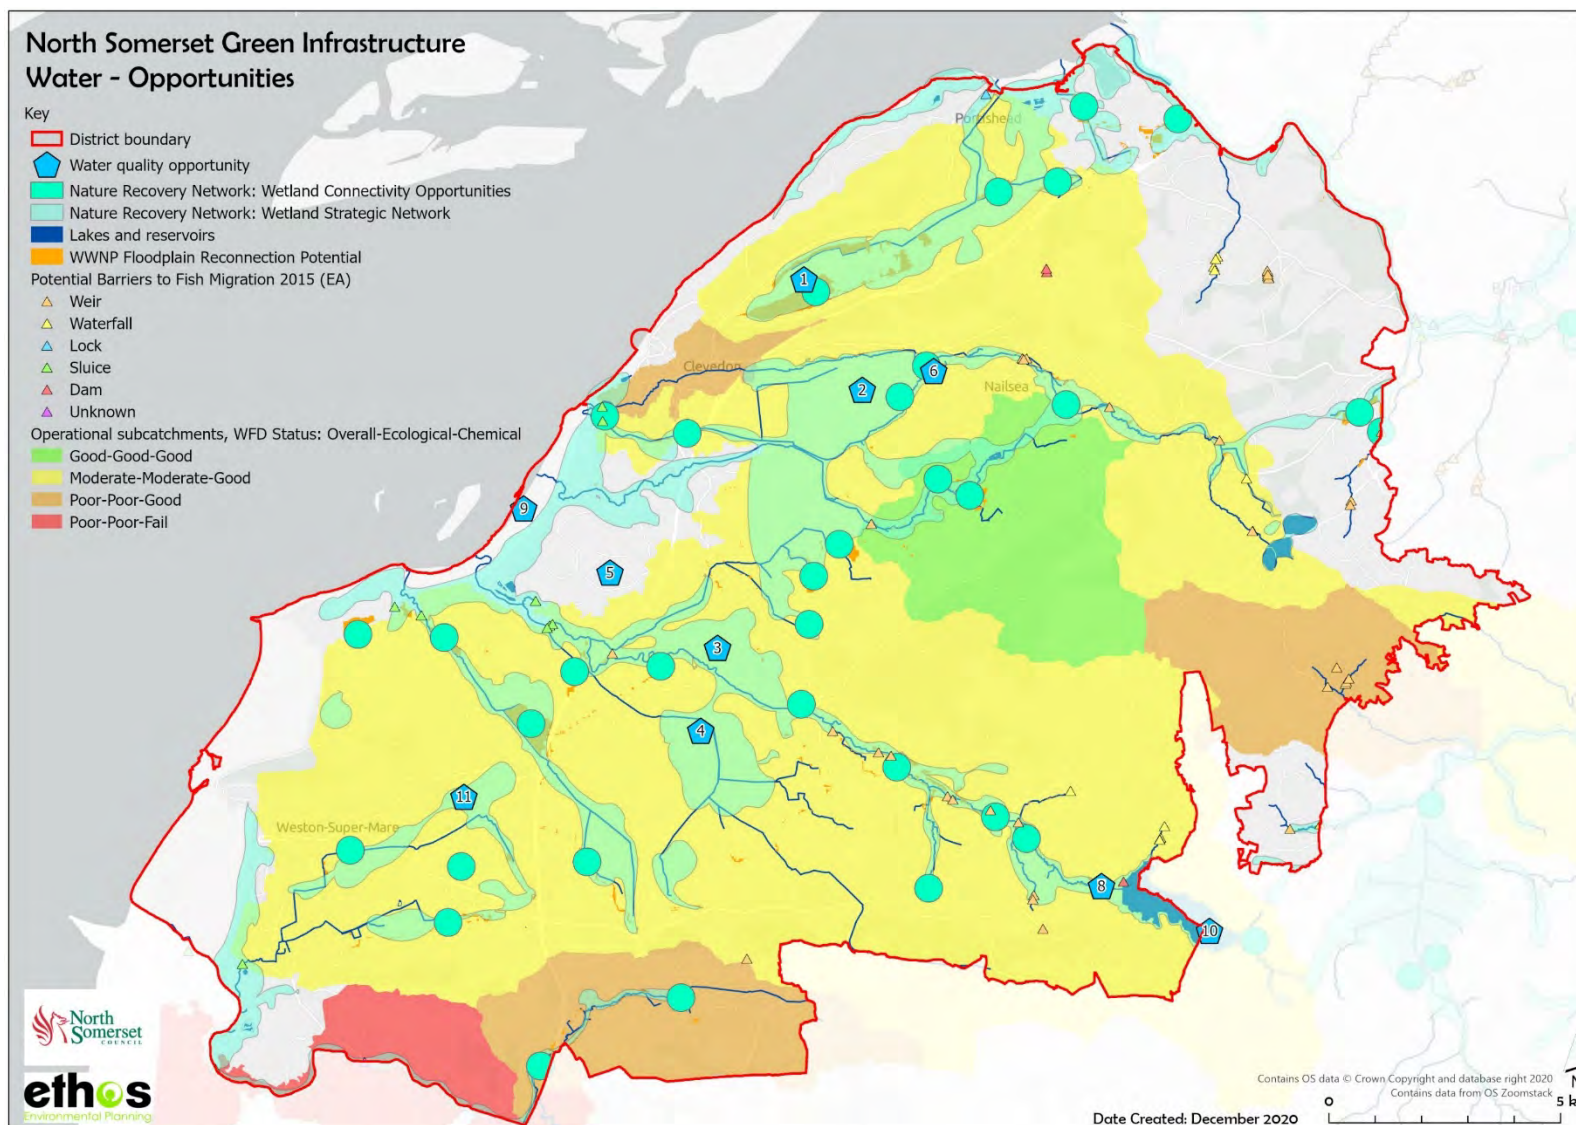 North Somerset Green Infrastructure
Water - Opportunities
Key
District boundary
Water quality opportunity
Nature Recovery Network: Wetland Connectivity Opportunities
Nature Recovery Network: Wetland Strategic Network
Lakes and reservoirs
WWNP Floodplain Reconnection Potential
Potential Barriers to Fish Migration 2015 (EA)
Weir
Waterfall
Lock
Sluice
Dam
Unknown
Operational subcatchments, WFD Status: Overall-Ecological-Chemical
Good-Good-Good
Moderate-Moderate-Good
Poor-Poor-Good
Poor-Poor-Fail
Portishead
1
Clevedon
6
2
Nailsea
9
5
3
4
11
Weston-Super-Mare
8
10
North
Somerset
COUNCIL
ethos
Environmental Planning
Contains OS data © Crown Copyright and database right 2020
Contains data from OS Zoomstack
N
0
5 k
Date Created: December 2020